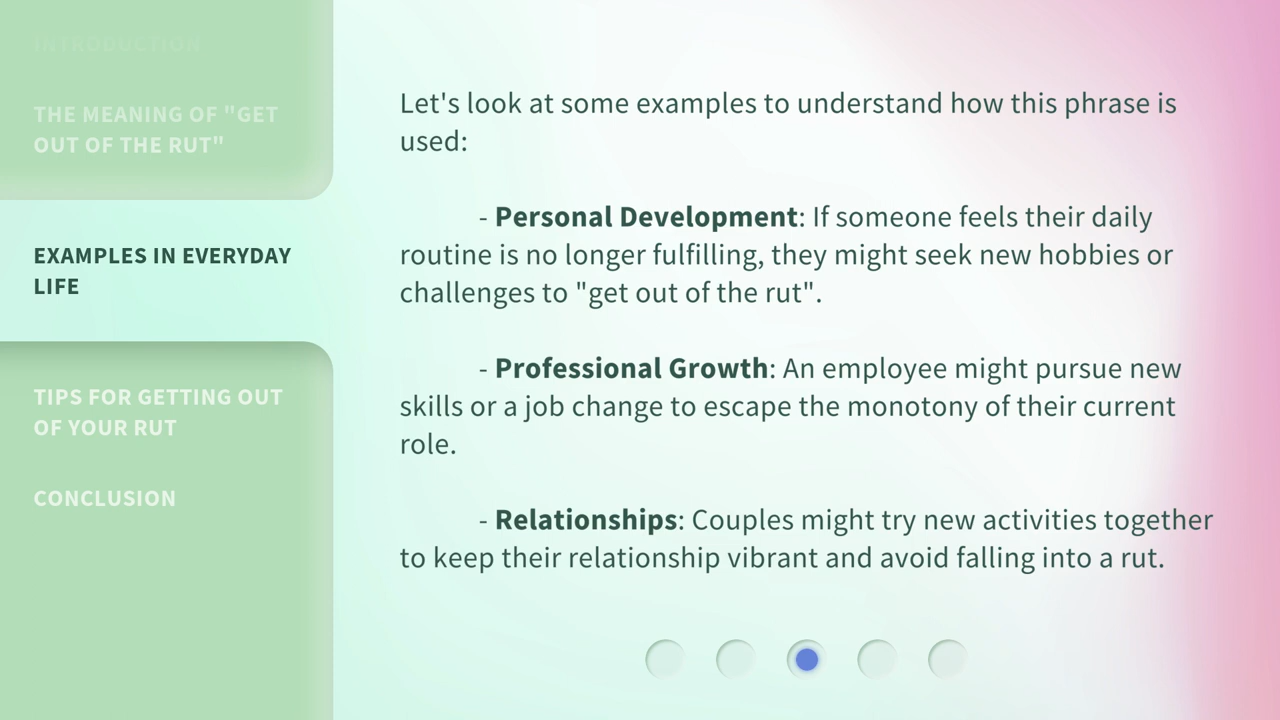 INTRODUCTION
THE MEANING OF "GET
OUT OF THE RUT"
EXAMPLES IN EVERYDAY
LIFE
TIPS FOR GETTING OUT
OF YOUR RUT
CONCLUSION
Let's look at some examples to understand how this phrase is
used:
- Personal Development: If someone feels their daily
routine is no longer fulfilling, they might seek new hobbies or
challenges to "get out of the rut".
- Professional Growth: An employee might pursue new
skills or a job change to escape the monotony of their current
role.
- Relationships: Couples might try new activities together
to keep their relationship vibrant and avoid falling into a rut.